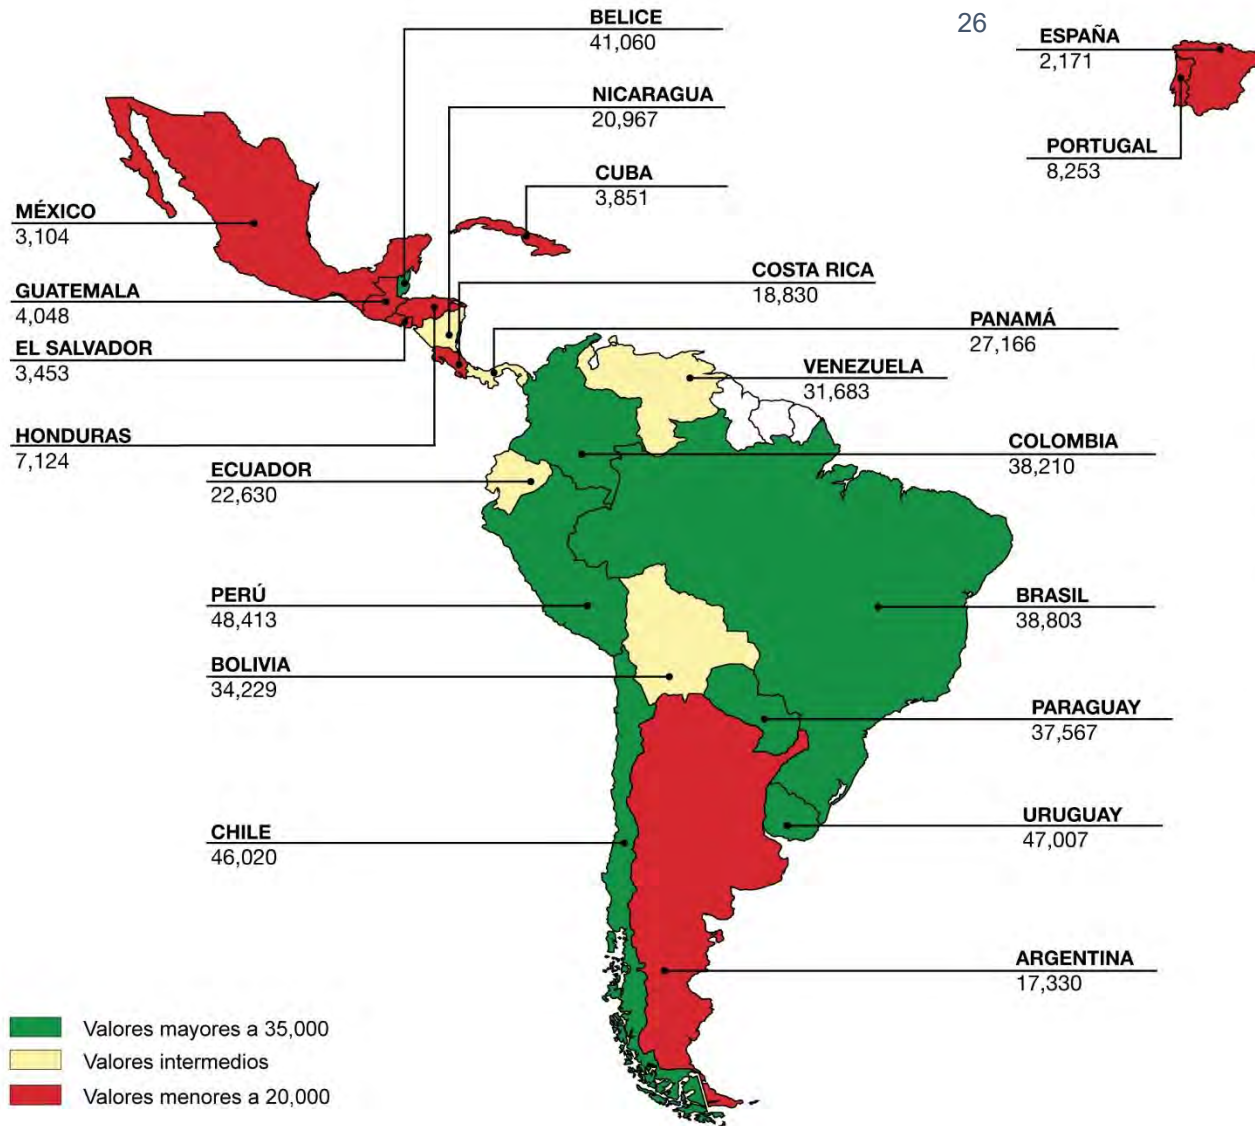 BELICE
41,060
26
ESPAÑA
2,171
NICARAGUA
20,967
PORTUGAL
8,253
CUBA
3,851
MÉXICO
3,104
COSTA RICA
18,830
GUATEMALA
4,048
PANAMÁ
27,166
EL SALVADOR
3,453
VENEZUELA
31,683
HONDURAS
7,124
COLOMBIA
38,210
ECUADOR
22,630
PERÚ
48,413
BRASIL
38,803
BOLIVIA
34,229
PARAGUAY
37,567
URUGUAY
47,007
CHILE
46,020
ARGENTINA
17,330
Valores mayores a 35,000
Valores intermedios
Valores menores a 20,000